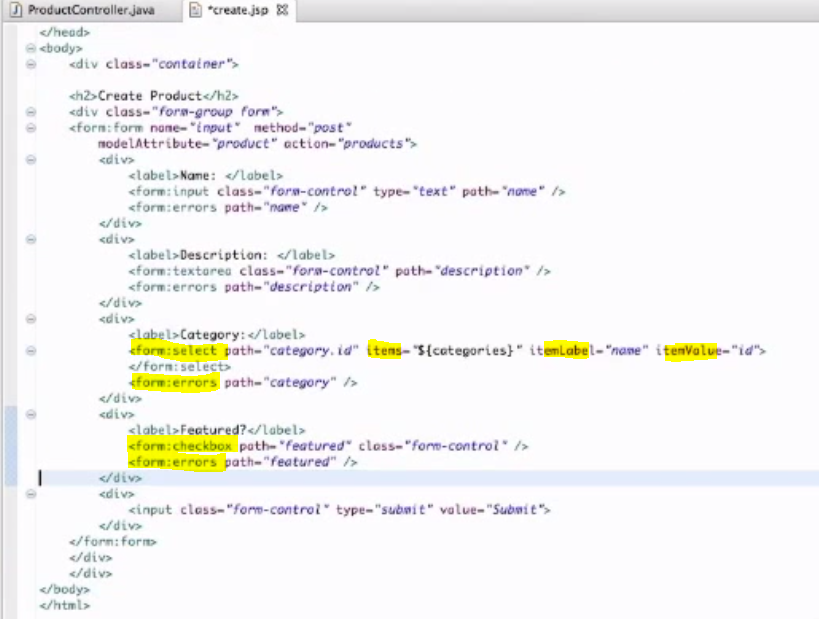 ProductController.java *create.jsp
</head>
<body>
<div class="container">
<h2>Create Product</h2>
<div class="form-group form">
<form:form name="input" method="post"
modelAttribute="product" action="products">
<div>
<label>Name: </label>
<form:input class="form-control" type="text" path="name" />
<form:errors path="name" />
</div>
<div>
<label>Description: </label>
<form:textarea class="form-control" path="description" />
<form:errors path="description" />
</div>
<div>
<label>Category:</label>
<form:select path="category.id" items="${categories}" itemLabel="name" itemValue="id">
</form:select>
<form:errors path="category" />
</div>
<div>
<label>Featured?</label>
<form:checkbox path="featured" class="form-control" />
<form:errors path="featured" />
</div>
<div>
<input class="form-control" type="submit" value="Submit">
</div>
</form:form>
</div>
</div>
</body>
</html>